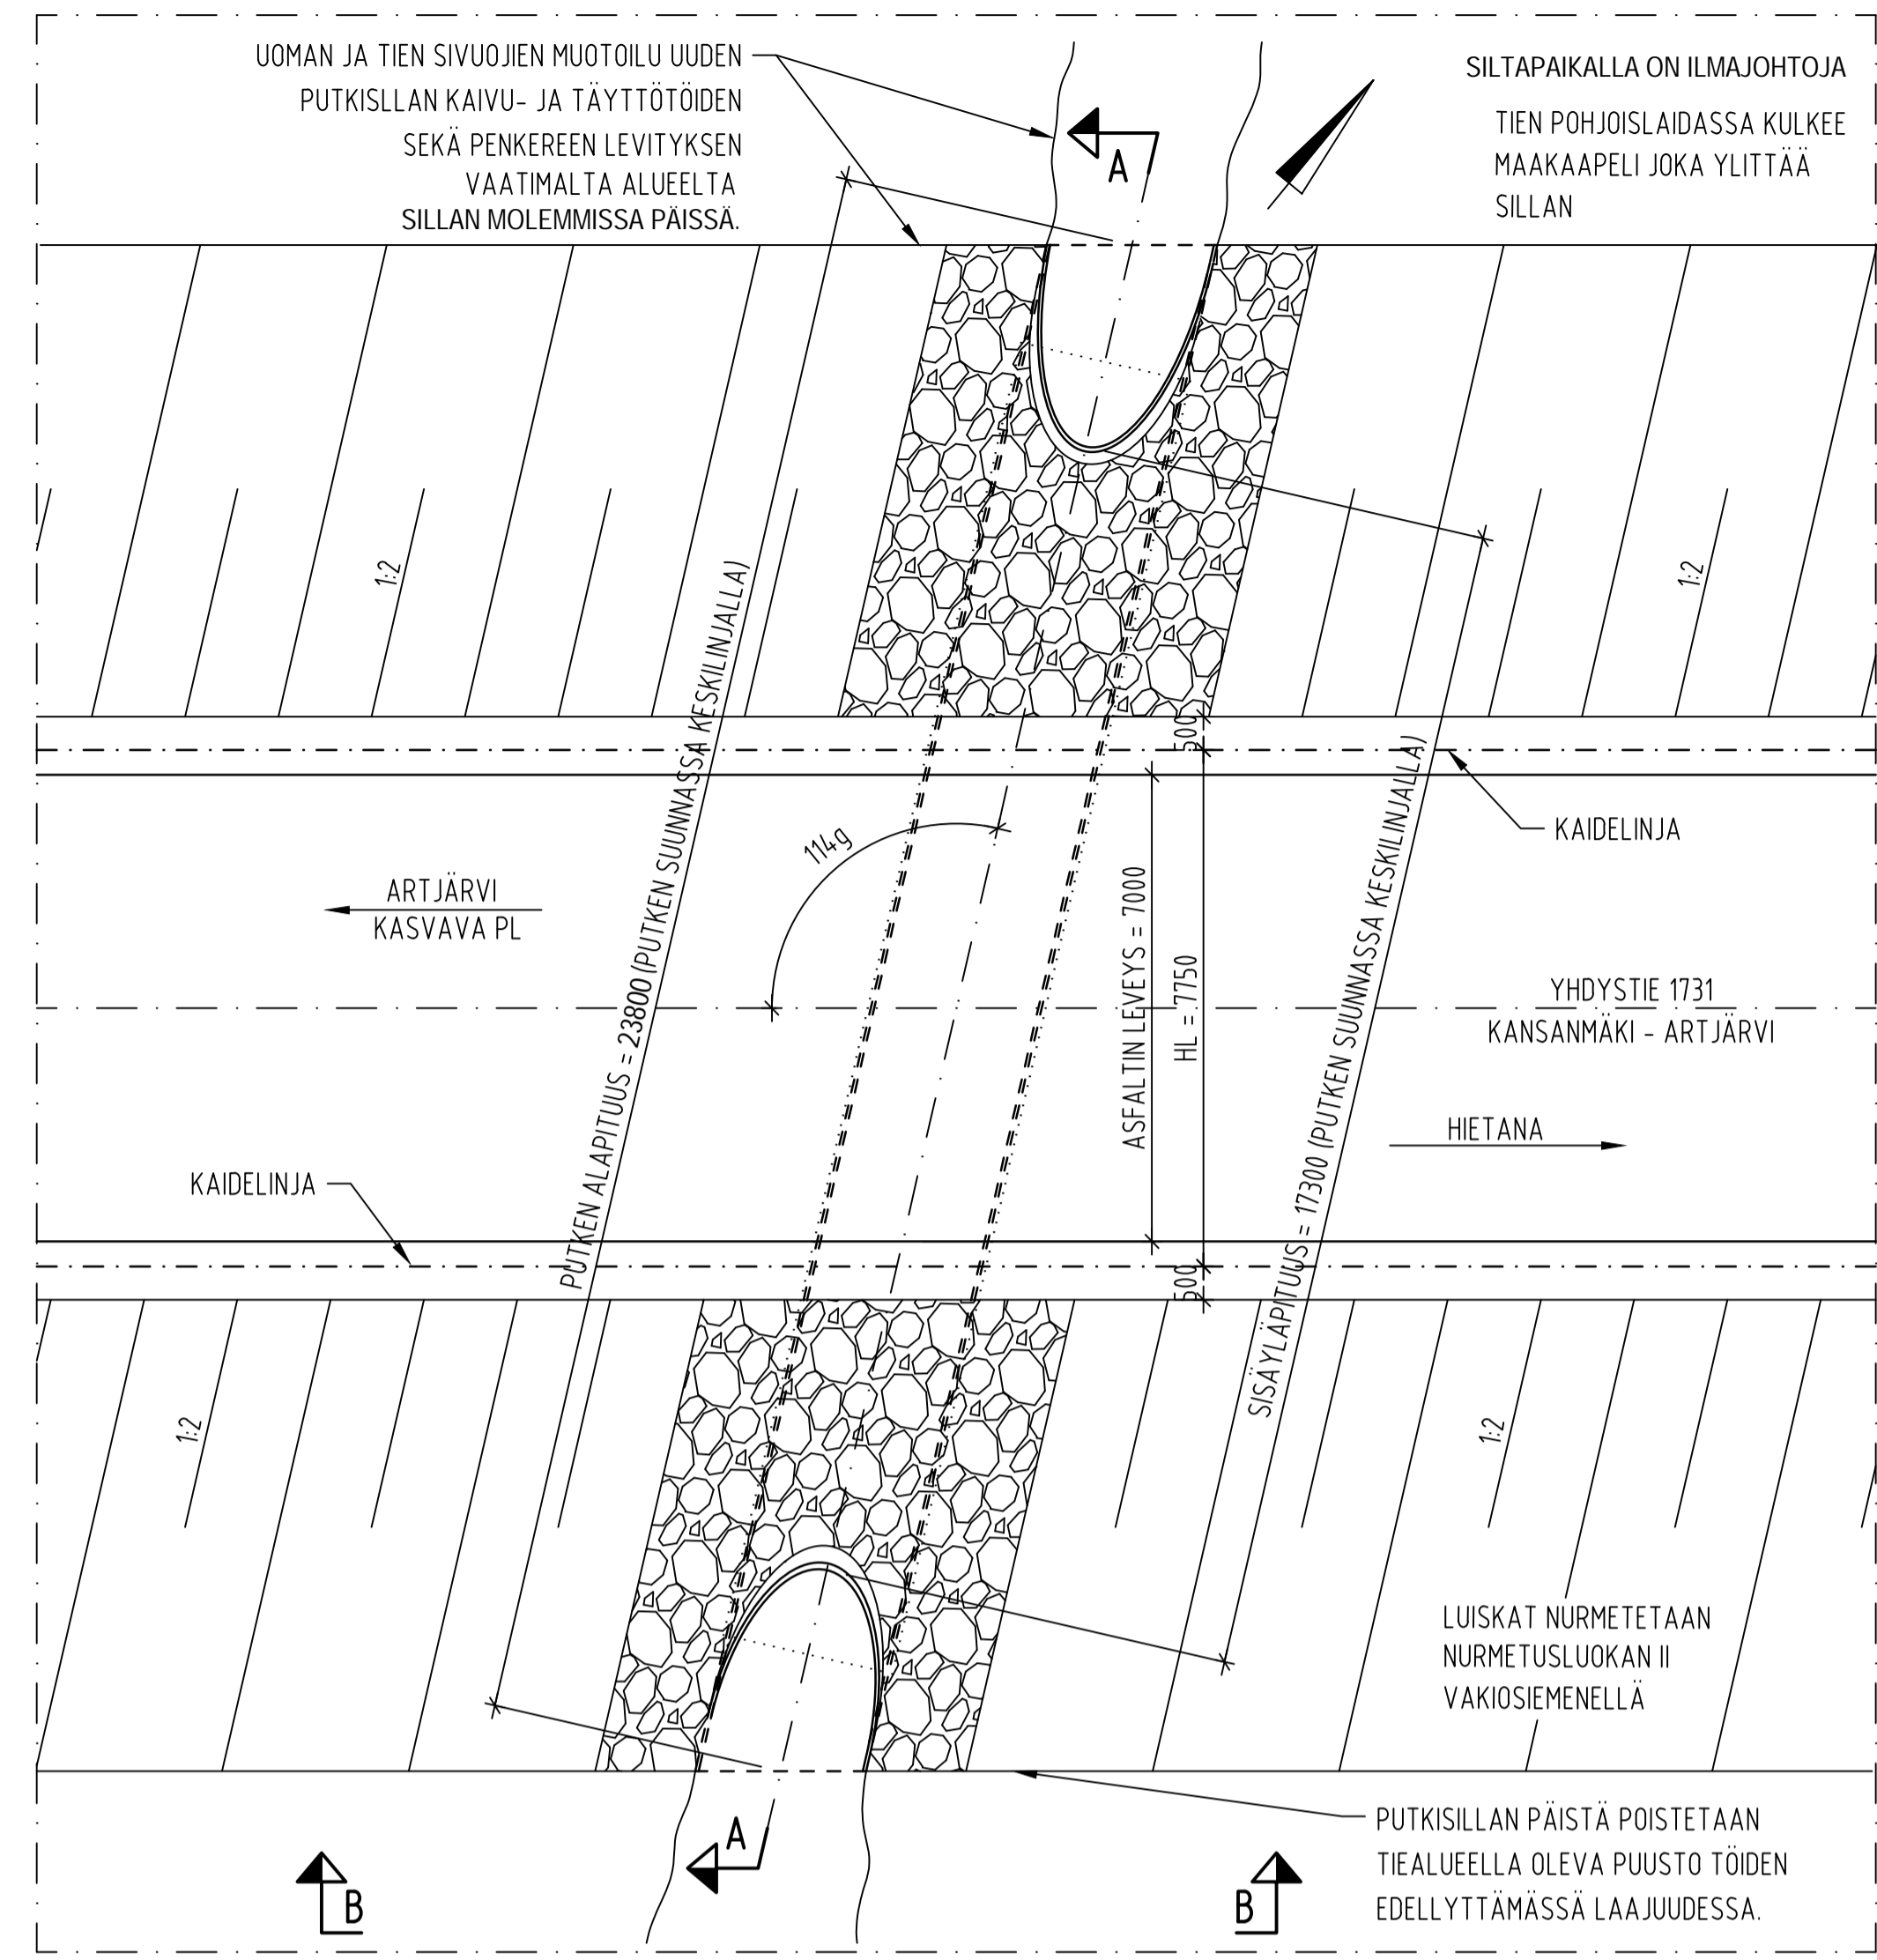 UOMAN JA TIEN SIVUOJIEN MUOTOILU UUDEN
PUTKISLLAN KAIVU- JA TÄYTTÖTÖIDEN
SEKÄ PENKEREEN LEVITYKSEN
VAATIMALTA ALUEELTA
SILLAN MOLEMMISSA PÄISSÄ.
A
SILTAPAIKALLA ON ILMAJOHTOJA
TIEN POHJOISLAIDASSA KULKEE
MAAKAAPELI JOKA YLITTÄÄ
SILLAN
1:2
1:2
500
KAIDELINJA
114g
ARTJÄRVI
KASVAVA PL
PUTKEN ALAPITUUS = 23800 (PUTKEN SUUNNASSA KESKILINJALLA)
ASFALTIN LEVEYS = 7000
HL = 7750
SISÄYLÄPITUUS = 17300 (PUTKEN SUUNNASSA KESKILINJALLA)
YHDYSTIE 1731
KANSANMÄKI - ARTJÄRVI
HIETANA
KAIDELINJA
500
1:2
1:2
LUISKAT NURMETETAAN
NURMETUSLUOKAN II
VAKIOSIEMENELLÄ
A
PUTKISILLAN PÄISTÄ POISTETAAN
TIEALUEELLA OLEVA PUUSTO TÖIDEN
EDELLYTTÄMÄSSÄ LAAJUUDESSA.
B
B